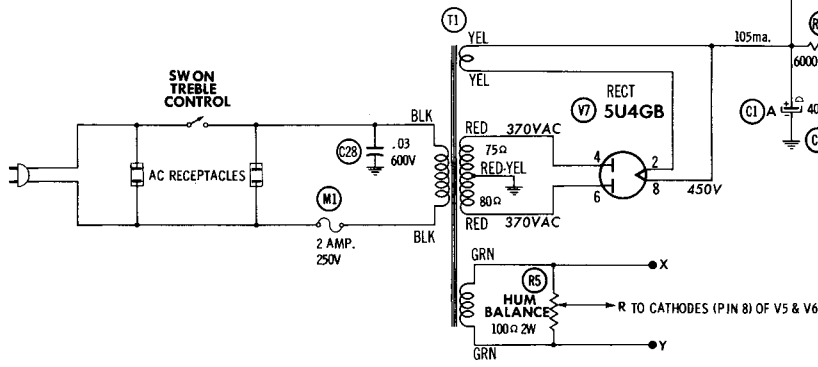 T1
YEL
YEL
105ma.
R
6000
SW ON
TREBLE
CONTROL
RECT
V7 5U4GB
C1 A
D
+
40
C
BLK
C28
.03
600V
RED 370VAC
75Ω
RED-YEL
80Ω
RED 370VAC
4
2
6
8
450V
AC RECEPTACLES
M1
2 AMP.
250V
BLK
GRN
X
R5
HUM
BALANCE
100Ω 2W
R TO CATHODES (PIN 8) OF V5 & V6
GRN
Y